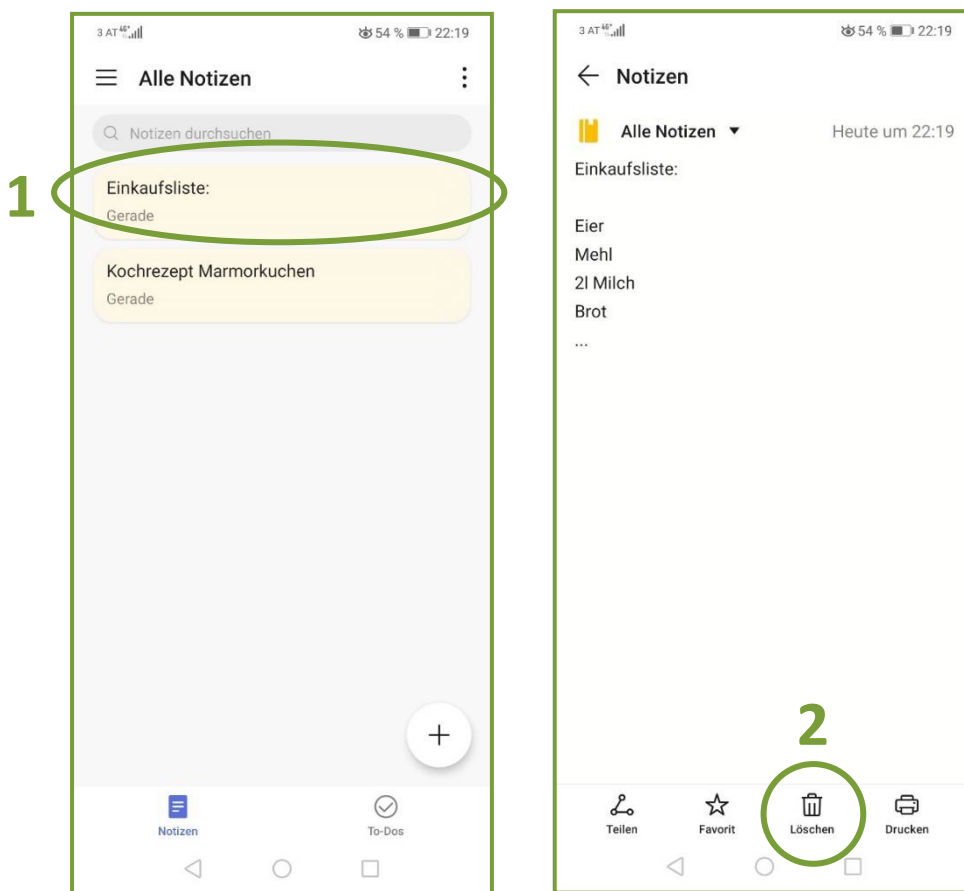 3 AT 54 % 22:19
Alle Notizen
Notizen durchsuchen
1
Einkaufsliste:
Gerade
Kochrezept Marmorkuchen
Gerade
Notizen To-Dos
3 AT 54 % 22:19
Notizen
Alle Notizen Heute um 22:19
Einkaufsliste:
Eier
Mehl
2l Milch
Brot
...
2
Teilen Favorit Löschen Drucken